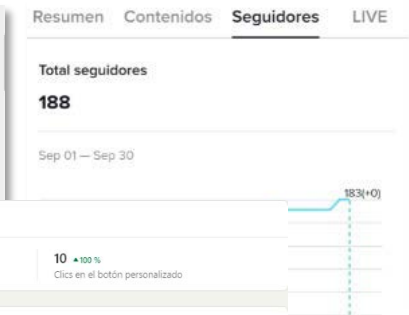 Resumen Contenidos Seguidores LIVE
Total seguidores
188
Sep 01 — Sep 30
183(+0)
10 ▲100 %
Clics en el botón personalizado